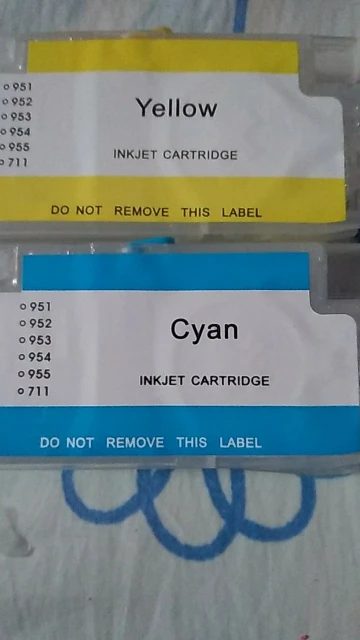 951
952
953
954
955
711
Yellow
INKJET CARTRIDGE
DO NOT REMOVE THIS LABEL
951
952
953
954
955
711
Cyan
INKJET CARTRIDGE
DO NOT REMOVE THIS LABEL